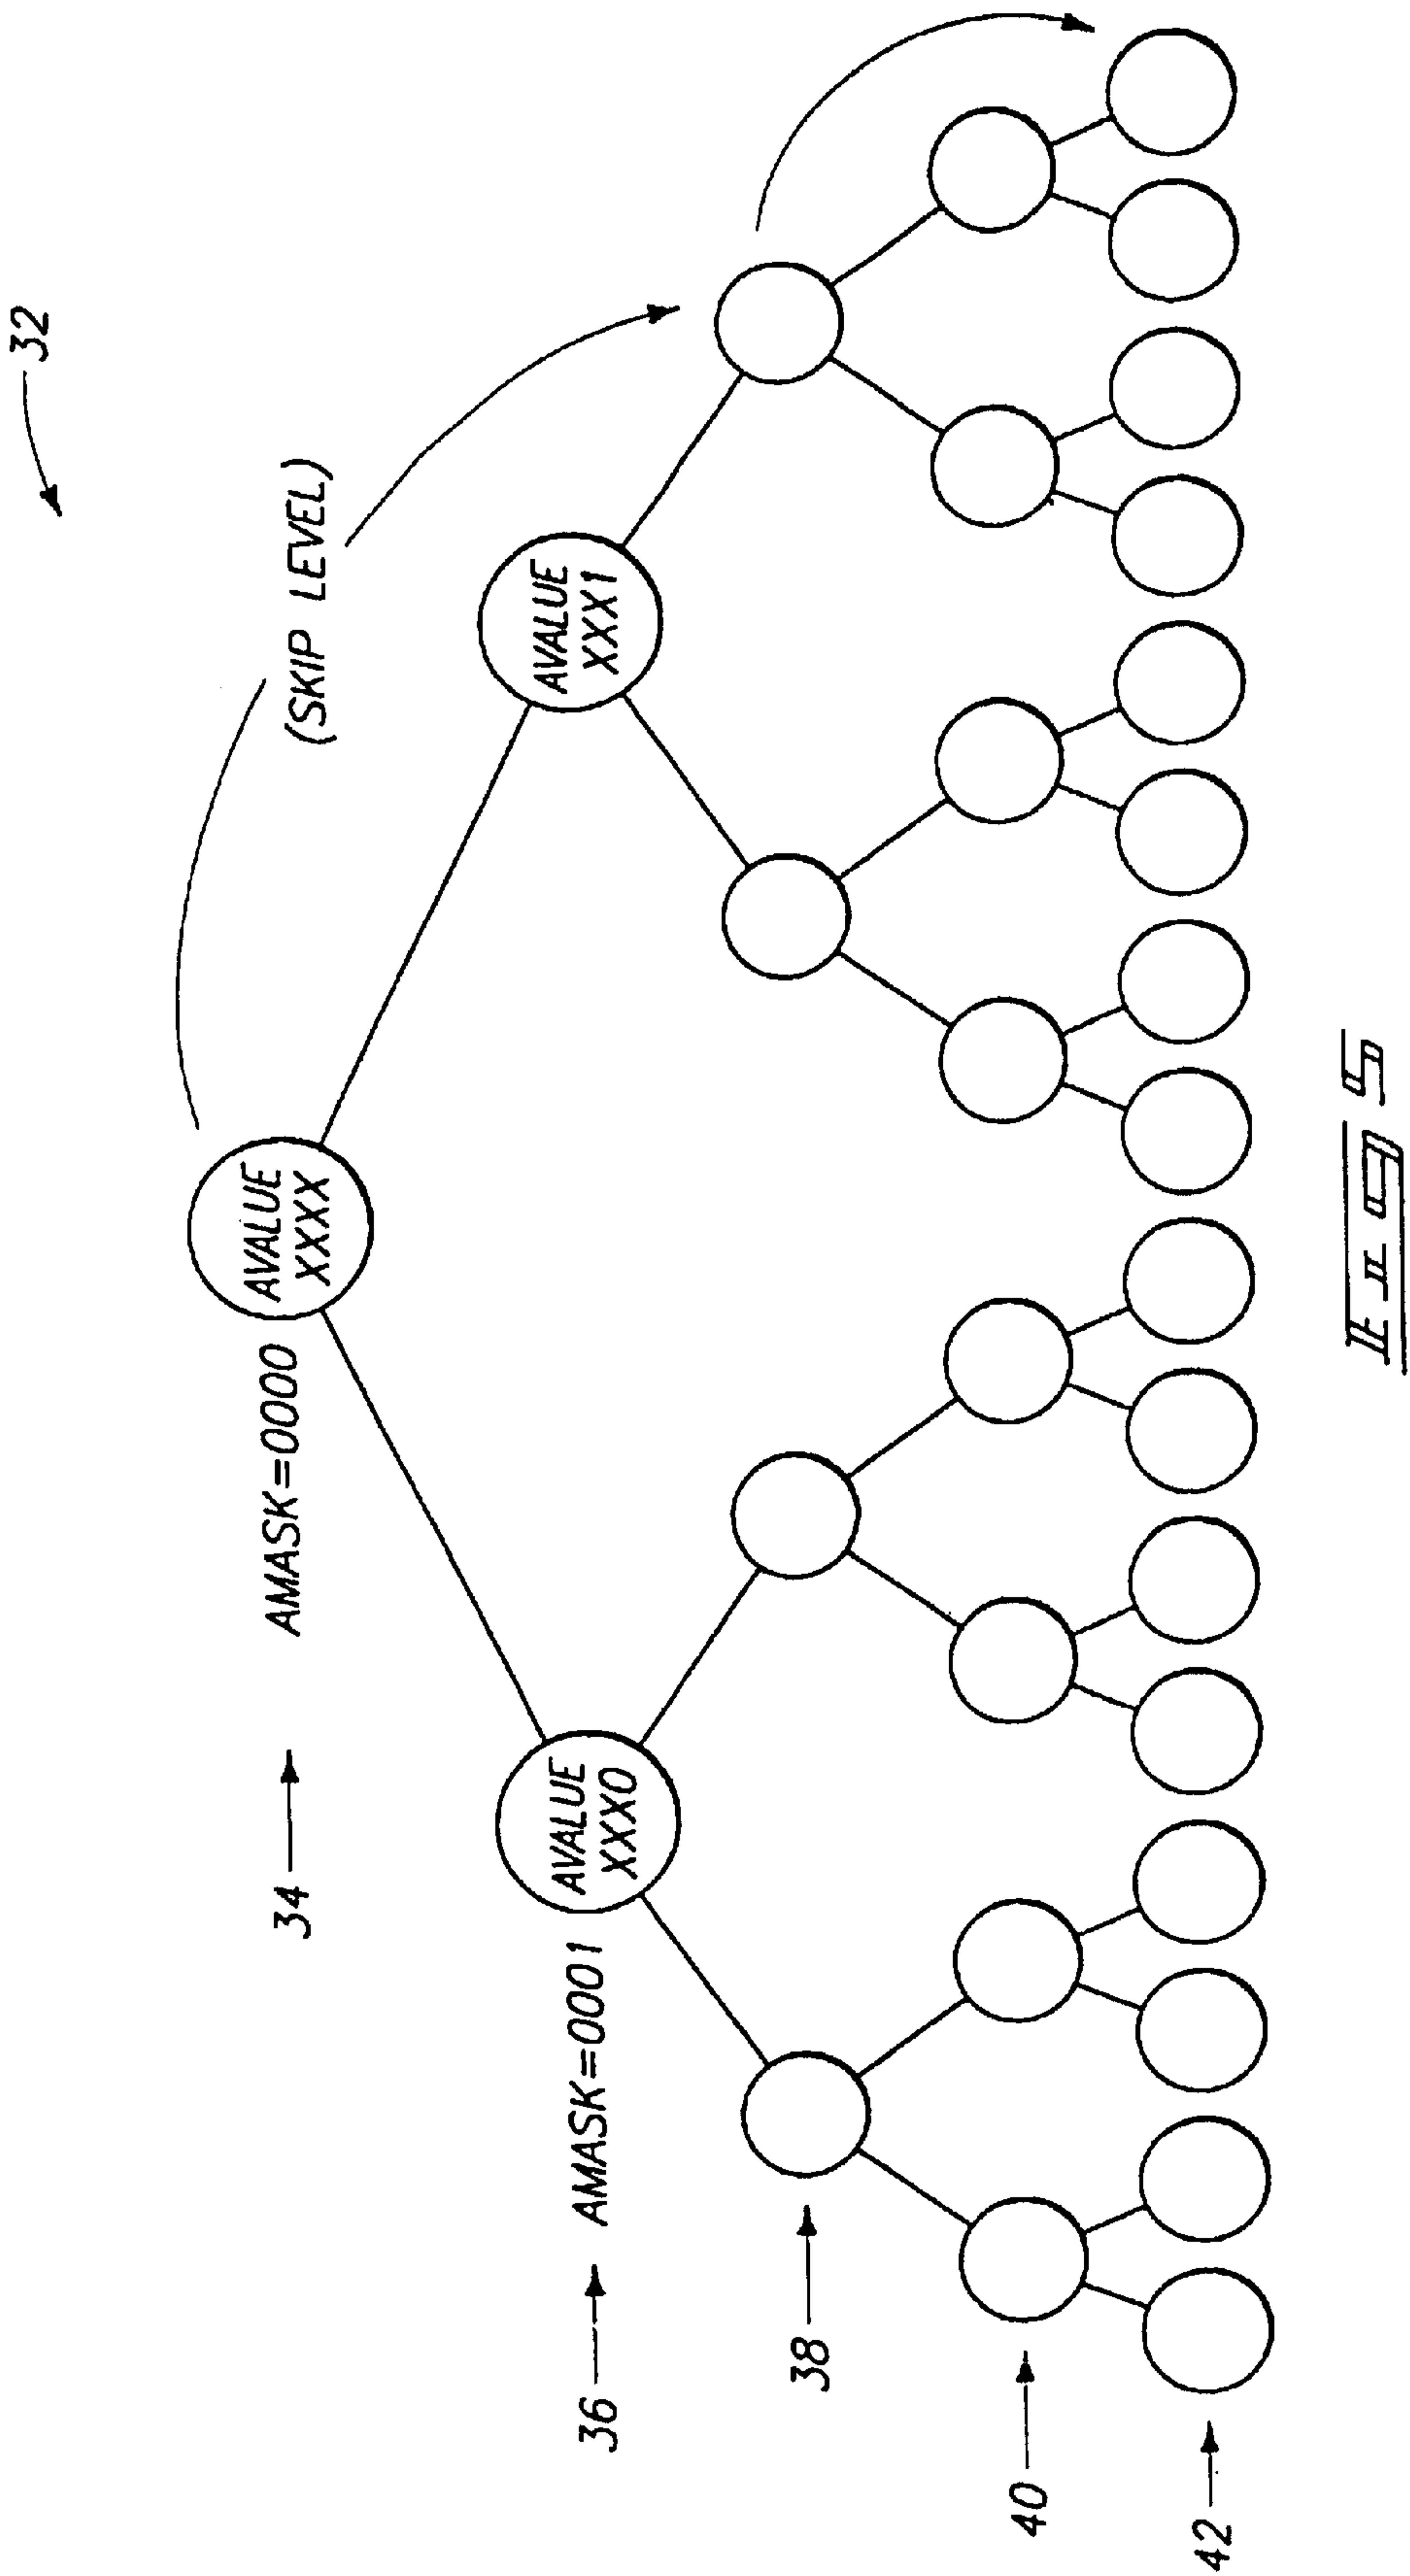 32
(SKIP LEVEL)
34
AMASK=0000
AVALUE
XXXX
36
AMASK=0001
AVALUE
XXX0
AVALUE
XXX1
38
40
42
FIG 5